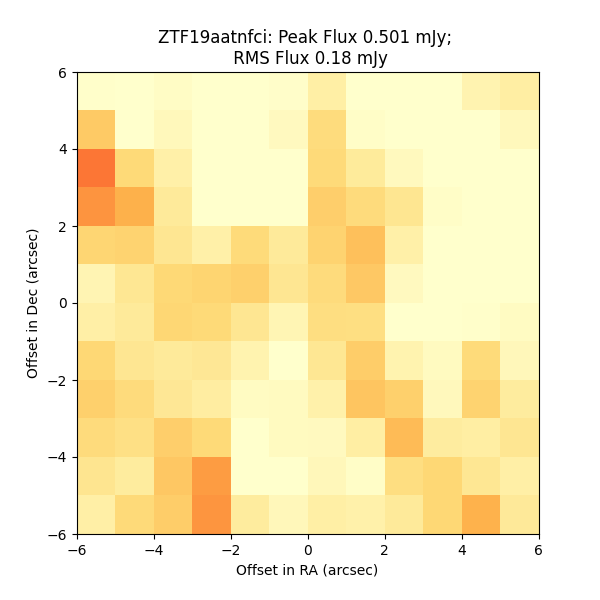 ZTF19aatnfci: Peak Flux 0.501 mJy;
RMS Flux 0.18 mJy
6
4
2
0
−2
−4
−6
Offset in Dec (arcsec)
−6 −4 −2 0 2 4 6
Offset in RA (arcsec)